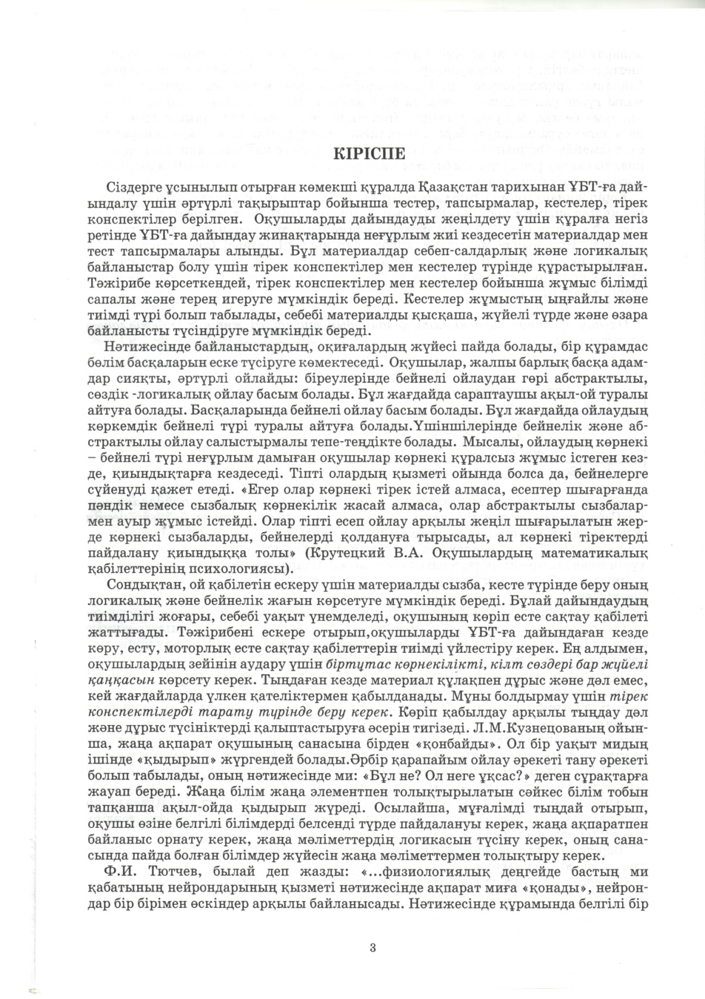 КІРІСПЕ
Сіздерге ұсынылып отырған көмекші құралда Қазақстан тарихынан ҰБТ-ға дай-
ындалу үшін әртүрлі тақырыптар бойынша тестер, тапсырмалар, кестелер, тірек
конспектілер берілген. Оқушыларды дайындауды жеңілдету үшін құралға негіз
ретінде ҰБТ-ға дайындау жинақтарында неғұрлым жиі кездесетін материалдар мен
тест тапсырмалары алынды. Бұл материалдар себеп-салдарлық және логикалық
байланыстар болу үшін тірек конспектілер мен кестелер түрінде құрастырылған.
Тәжірибе көрсеткендей, тірек конспектілер мен кестелер бойынша жұмыс білімді
сапалы және терең игеруге мүмкіндік береді. Кестелер жұмыстың ыңғайлы және
тиімді түрі болып табылады, себебі материалды қысқаша, жүйелі түрде және өзара
байланысты түсіндіруге мүмкіндік береді.
Нәтижесінде байланыстардың, оқиғалардың жүйесі пайда болады, бір құрамдас
бөлім басқаларын еске түсіруге көмектеседі. Оқушылар, жалпы барлық басқа адам-
дар сияқты, әртүрлі ойлайды: біреулерінде бейнелі ойлаудан гөрі абстрактылы,
сөздік -логикалық ойлау басым болады. Бұл жағдайда сараптаушы ақыл-ой туралы
айтуға болады. Басқаларында бейнелі ойлау басым болады. Бұл жағдайда ойлаудың
көркемдік бейнелі түрі туралы айтуға болады.Үшіншілерінде бейнелік және аб-
страктылы ойлау салыстырмалы тепе-теңдікте болады. Мысалы, ойлаудың көрнекі
– бейнелі түрі неғұрлым дамыған оқушылар көрнекі құралсыз жұмыс істеген кез-
де, қиындықтарға кездеседі. Тіпті олардың қызметі ойында болса да, бейнелерге
сүйенуді қажет етеді. «Егер олар көрнекі тірек істей алмаса, есептер шығарғанда
пәндік немесе сызбалық көрнекілік жасай алмаса, олар абстрактылы сызбалар-
мен ауыр жұмыс істейді. Олар тіпті есеп ойлау арқылы жеңіл шығарылатын жер-
де көрнекі сызбаларды, бейнелерді қолдануға тырысады, ал көрнекі тіректерді
пайдалану қиындыққа толы» (Крутецкий В.А. Оқушылардың математикалық
қабілеттерінің психологиясы).
Сондықтан, ой қабілетін ескеру үшін материалды сызба, кесте түрінде беру оның
логикалық және бейнелік жағын көрсетуге мүмкіндік береді. Бұлай дайындаудың
тиімділігі жоғары, себебі уақыт үнемделеді, оқушының көріп есте сақтау қабілеті
жаттығады. Тәжірибені ескере отырып,оқушыларды ҰБТ-ға дайындаған кезде
көру, есту, моторлық есте сақтау қабілеттерін тиімді үйлестіру керек. Ең алдымен,
оқушылардың зейінін аудару үшін біртұтас көрнекілікті, кілт сөздері бар жүйелі
қаңқасын көрсету керек. Тыңдаған кезде материал құлақпен дұрыс және дәл емес,
кей жағдайларда үлкен қателіктермен қабылданады. Мұны болдырмау үшін тірек
конспектілерді тарату түрінде беру керек. Көріп қабылдау арқылы тыңдау дәл
және дұрыс түсініктерді қалыптастыруға әсерін тигізеді. Л.М.Кузнецованың ойын-
ша, жаңа ақпарат оқушының санасына бірден «қонбайды». Ол бір уақыт мидың
ішінде «қыдырып» жүргендей болады.Әрбір қарапайым ойлау әрекеті тану әрекеті
болып табылады, оның нәтижесінде ми: «Бұл не? Ол неге ұқсас?» деген сұрақтарға
жауап береді. Жаңа білім жаңа элементпен толықтырылатын сәйкес білім тобын
тапқанша ақыл-ойда қыдырып жүреді. Осылайша, мұғалімді тыңдай отырып,
оқушы өзіне белгілі білімдерді белсенді түрде пайдалануы керек, жаңа ақпаратпен
байланыс орнату керек, жаңа мәліметтердің логикасын түсіну керек, оның сана-
сында пайда болған білімдер жүйесін жаңа мәліметтермен толықтыру керек.
Ф.И. Тютчев, былай деп жазды: «...физиологиялық деңгейде бастың ми
қабатының нейрондарының қызметі нәтижесінде ақпарат миға «қонады», нейрон-
дар бір бірімен өскіндер арқылы байланысады. Нәтижесінде құрамында белгілі бір
3